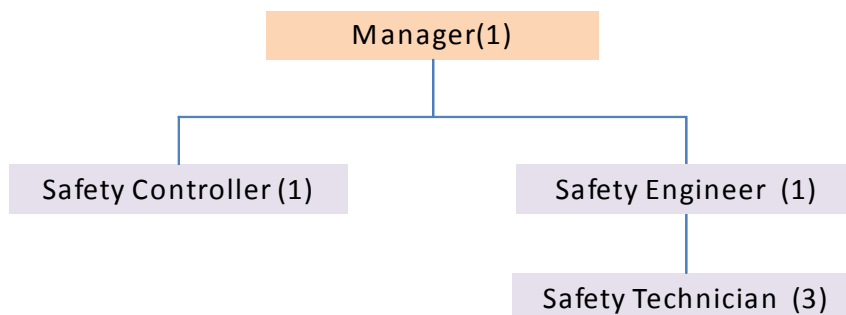 Manager(1)
Safety Controller (1)
Safety Engineer (1)
Safety Technician (3)